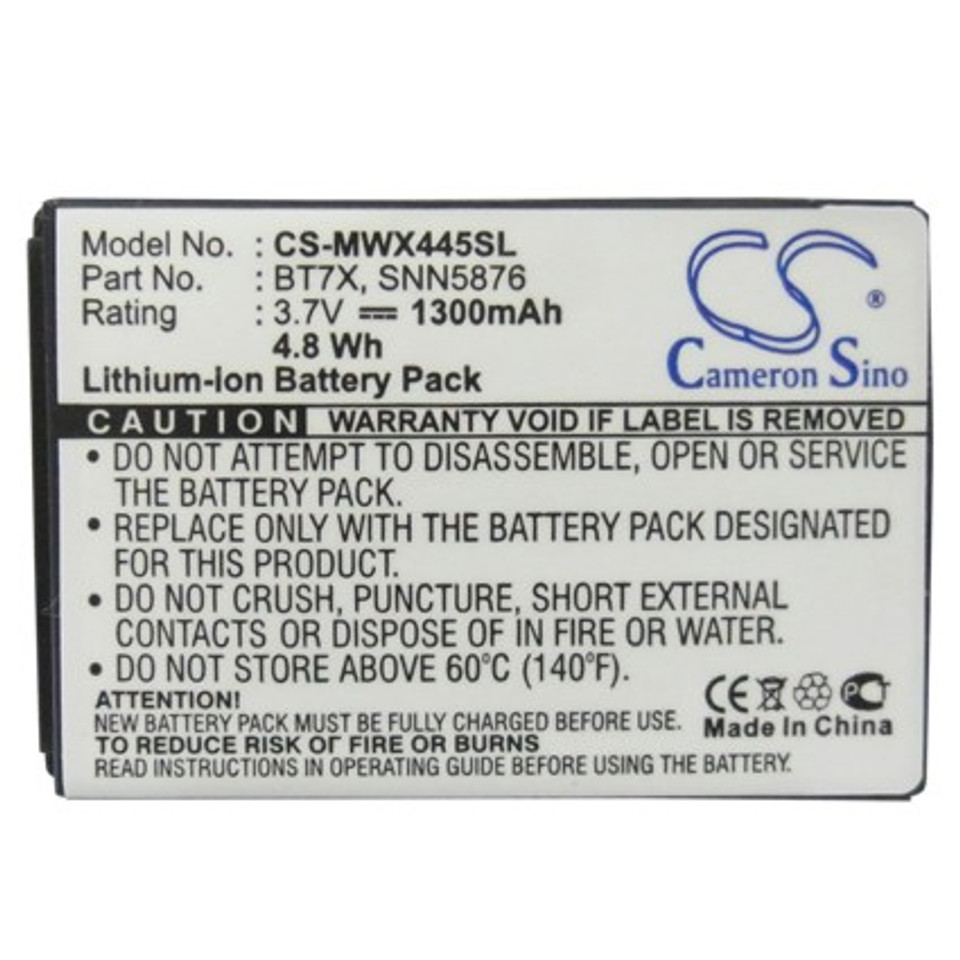 Model No. : CS-MWX445SL
Part No. : BT7X, SNN5876
Rating : 3.7V ⎓ 1300mAh
4.8 Wh
Lithium-Ion Battery Pack
CS ®
Cameron Sino
CAUTION WARRANTY VOID IF LABEL IS REMOVED
• DO NOT ATTEMPT TO DISASSEMBLE, OPEN OR SERVICE
THE BATTERY PACK.
• REPLACE ONLY WITH THE BATTERY PACK DESIGNATED
FOR THIS PRODUCT.
• DO NOT CRUSH, PUNCTURE, SHORT EXTERNAL
CONTACTS OR DISPOSE OF IN FIRE OR WATER.
• DO NOT STORE ABOVE 60°C (140°F).
ATTENTION!
NEW BATTERY PACK MUST BE FULLY CHARGED BEFORE USE.
TO REDUCE RISK OF FIRE OR BURNS
READ INSTRUCTIONS IN OPERATING GUIDE BEFORE USING THE BATTERY.
CE PCT
Made In China